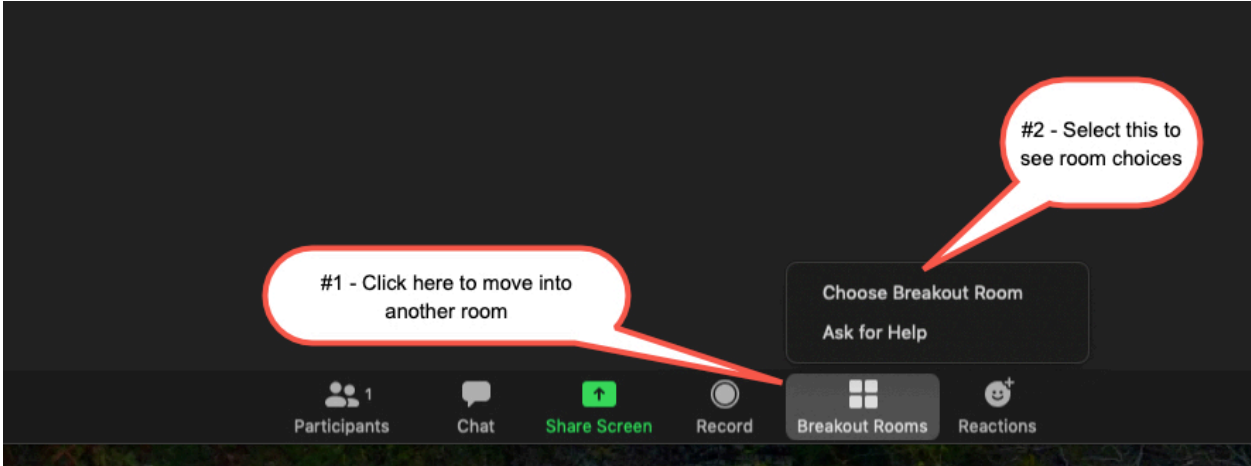 #2 - Select this to
see room choices
#1 - Click here to move into
another room
Choose Breakout Room
Ask for Help
1
Participants
Chat
Share Screen
Record
Breakout Rooms
Reactions